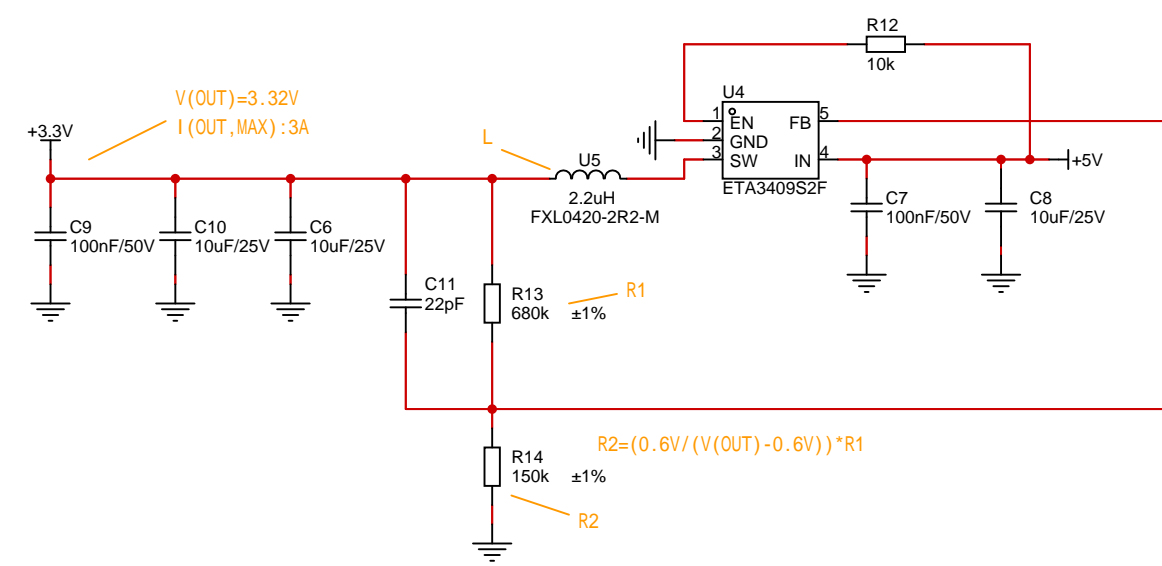 R12
10k
V(OUT)=3.32V
I(OUT,MAX):3A
+3.3V
L
U4
1
EN
FB
5
2
GND
3
SW
IN
4
ETA3409S2F
+5V
U5
2.2uH
FXL0420-2R2-M
C9
100nF/50V
C10
10uF/25V
C6
10uF/25V
C7
100nF/50V
C8
10uF/25V
C11
22pF
R13
680k ±1%
R1
R2=(0.6V/(V(OUT)-0.6V))*R1
R14
150k ±1%
R2